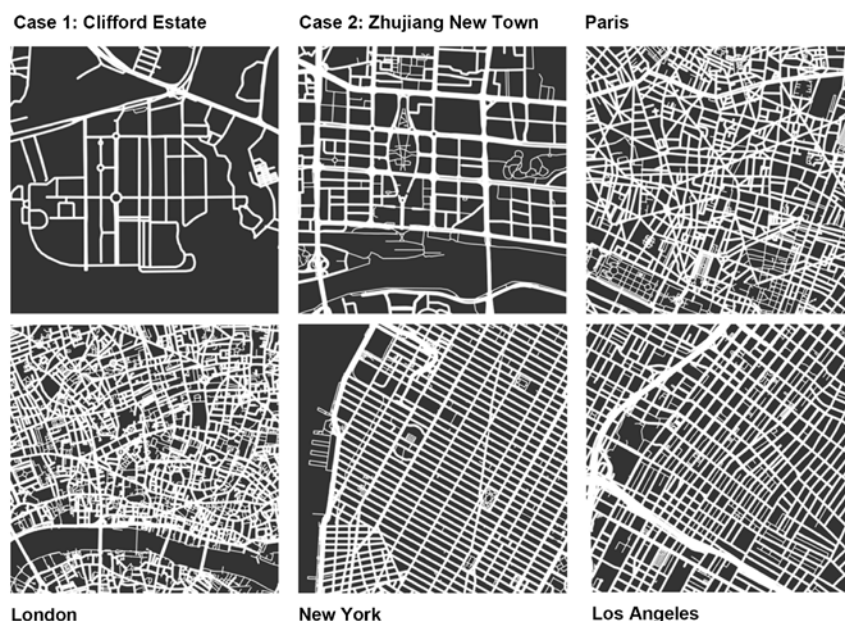 Case 1: Clifford Estate
Case 2: Zhujiang New Town
Paris
London
New York
Los Angeles